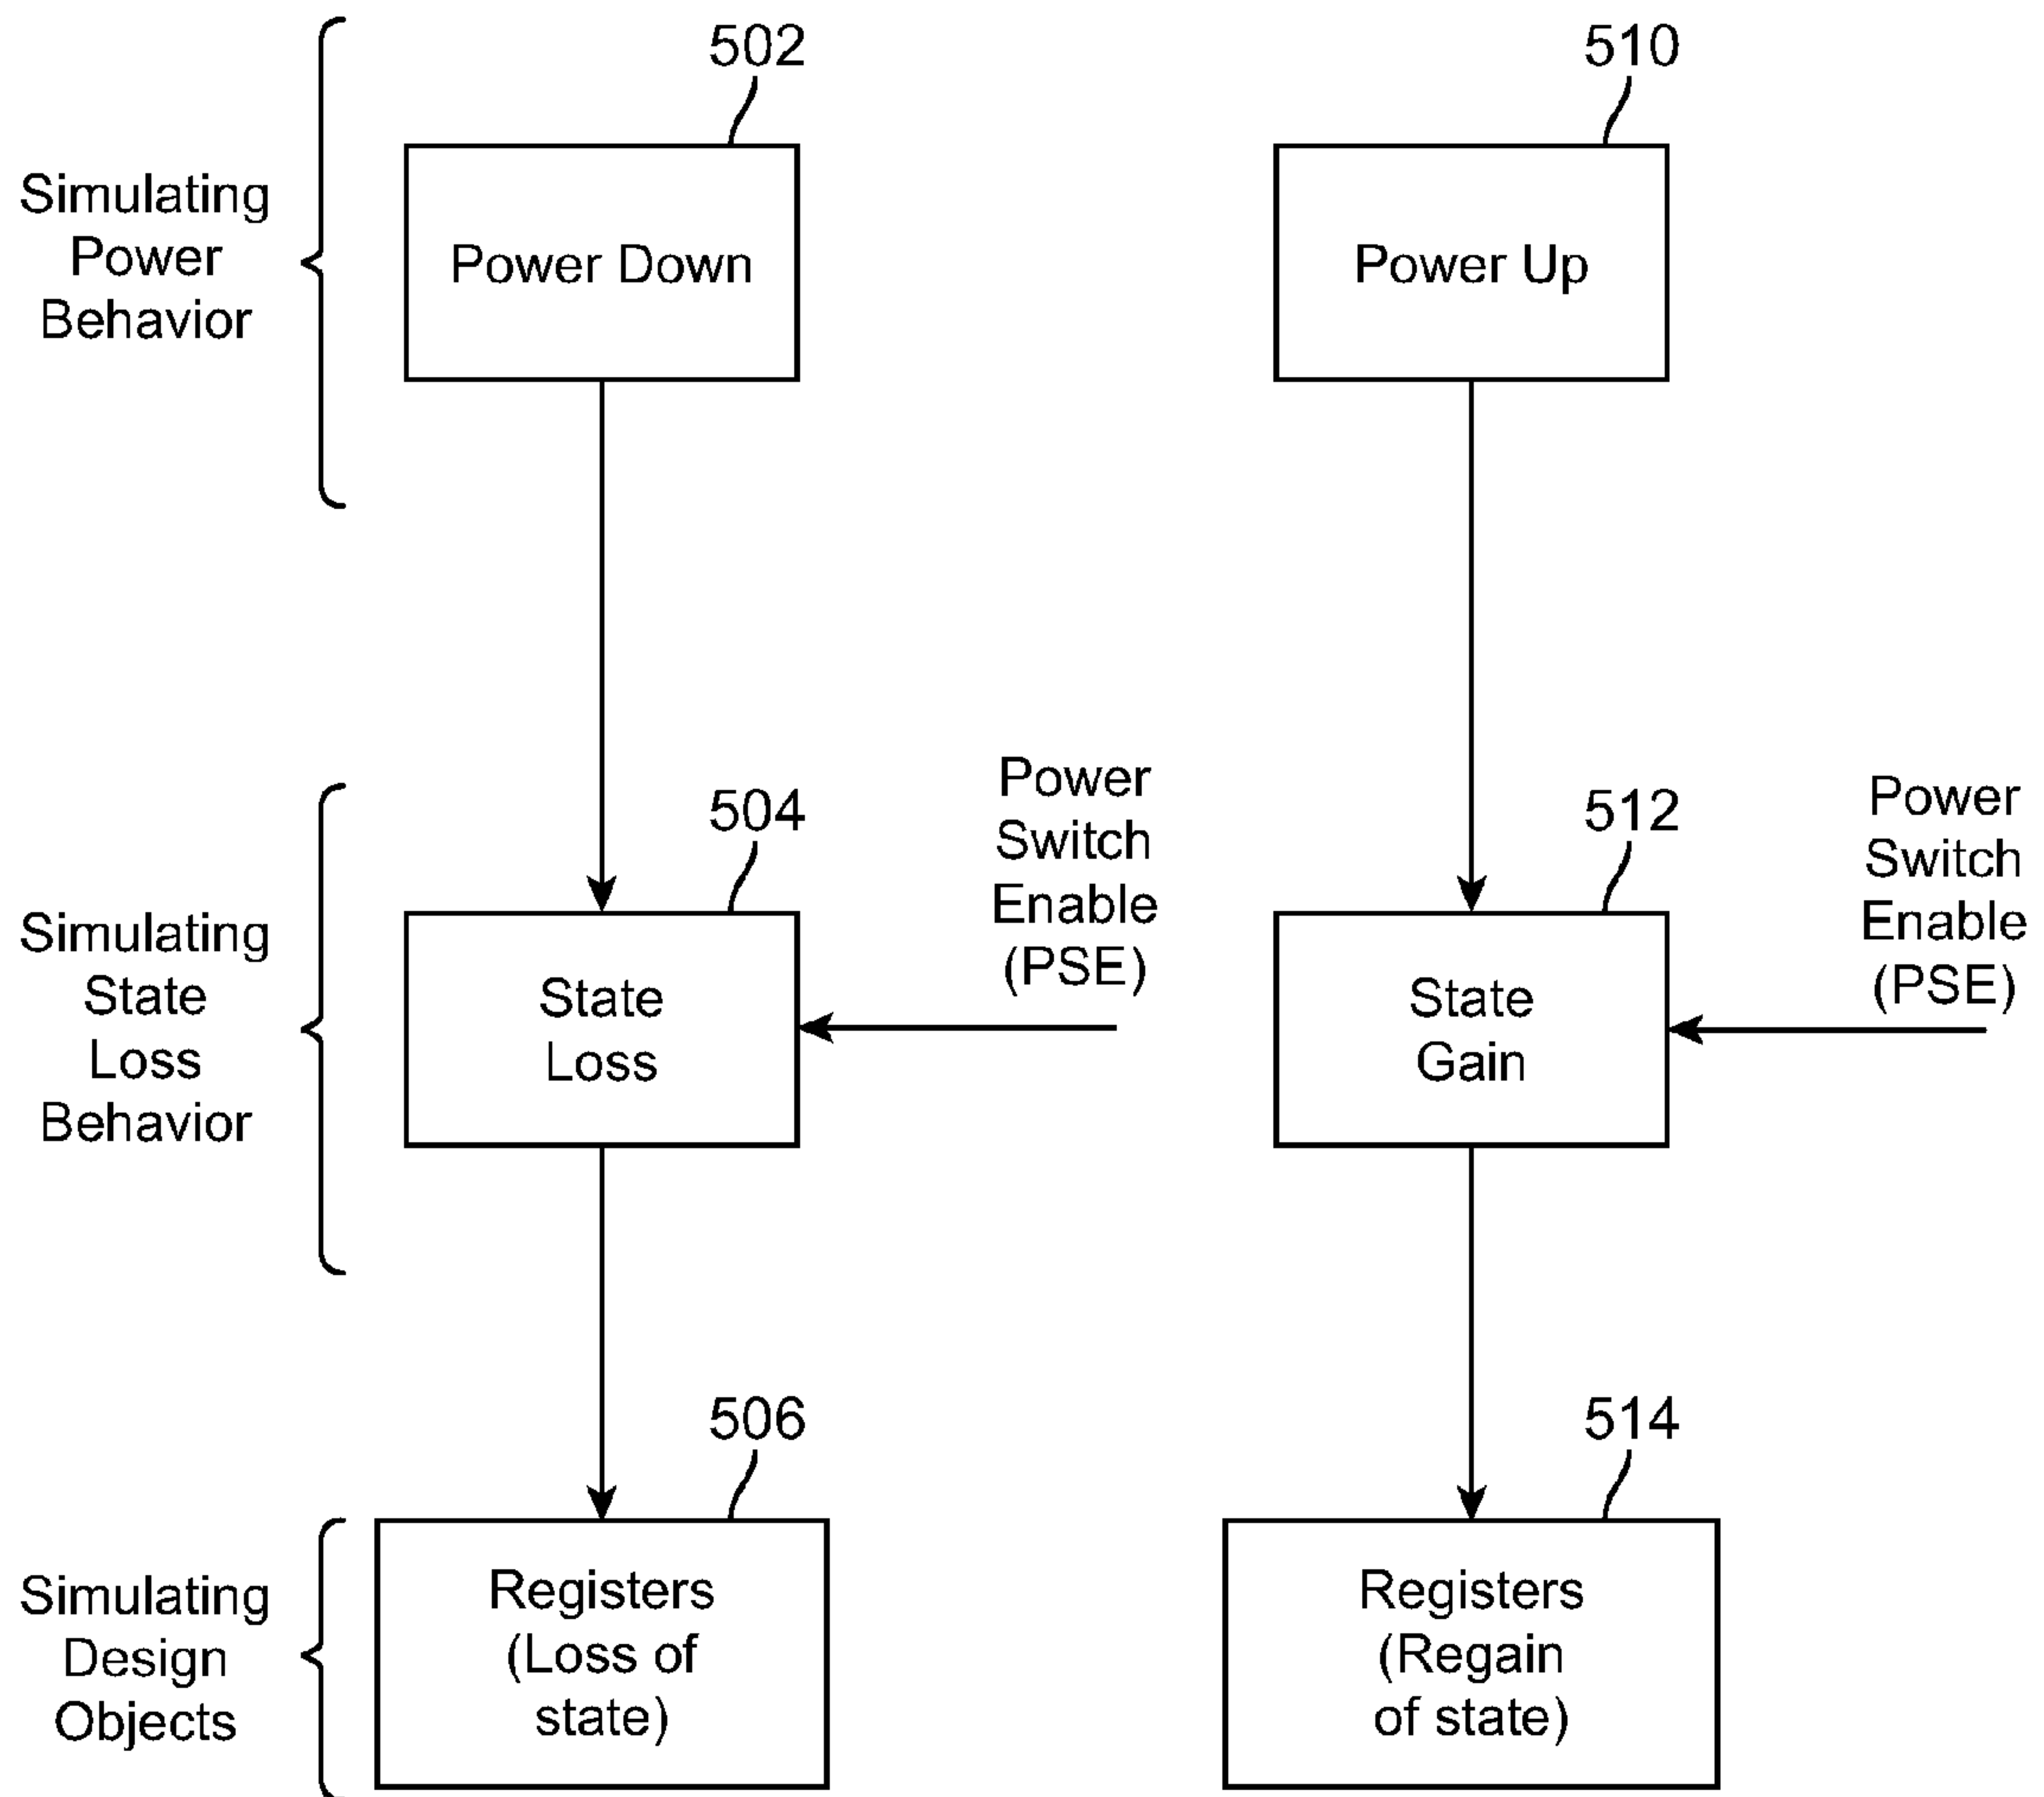 502
510
Simulating
Power
Behavior
Power Down
Power Up
504
Power
Switch
Enable
(PSE)
512
Power
Switch
Enable
(PSE)
Simulating
State
Loss
Behavior
State
Loss
State
Gain
506
514
Simulating
Design
Objects
Registers
(Loss of
state)
Registers
(Regain
of state)